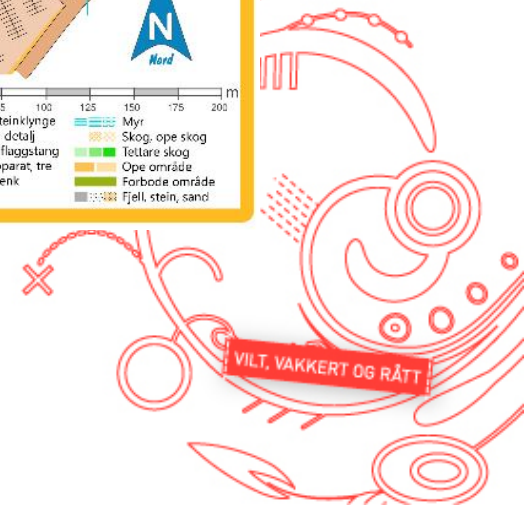 N
Nord
100 125 150 175 200 m
teinklynge Myr
detalj Skog, ope skog
flaggstang Tettare skog
parat, tre Ope område
enk Forbode område
Fjell, stein, sand
VILT, VAKKERT OG RÅTT